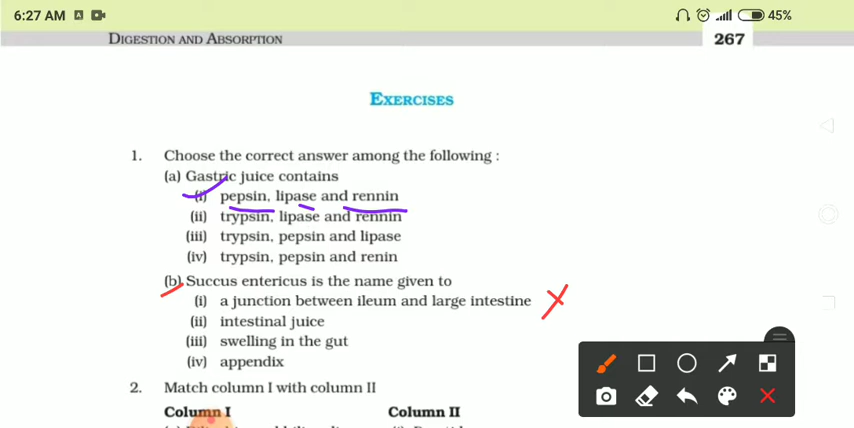 6:27 AM
45%
DIGESTION AND ABSORPTION 267
EXERCISES
1. Choose the correct answer among the following :
(a) Gastric juice contains
(i) pepsin, lipase and rennin
(ii) trypsin, lipase and rennin
(iii) trypsin, pepsin and lipase
(iv) trypsin, pepsin and renin
(b) Succus entericus is the name given to
(i) a junction between ileum and large intestine
(ii) intestinal juice
(iii) swelling in the gut
(iv) appendix
2. Match column I with column II
Column I Column II